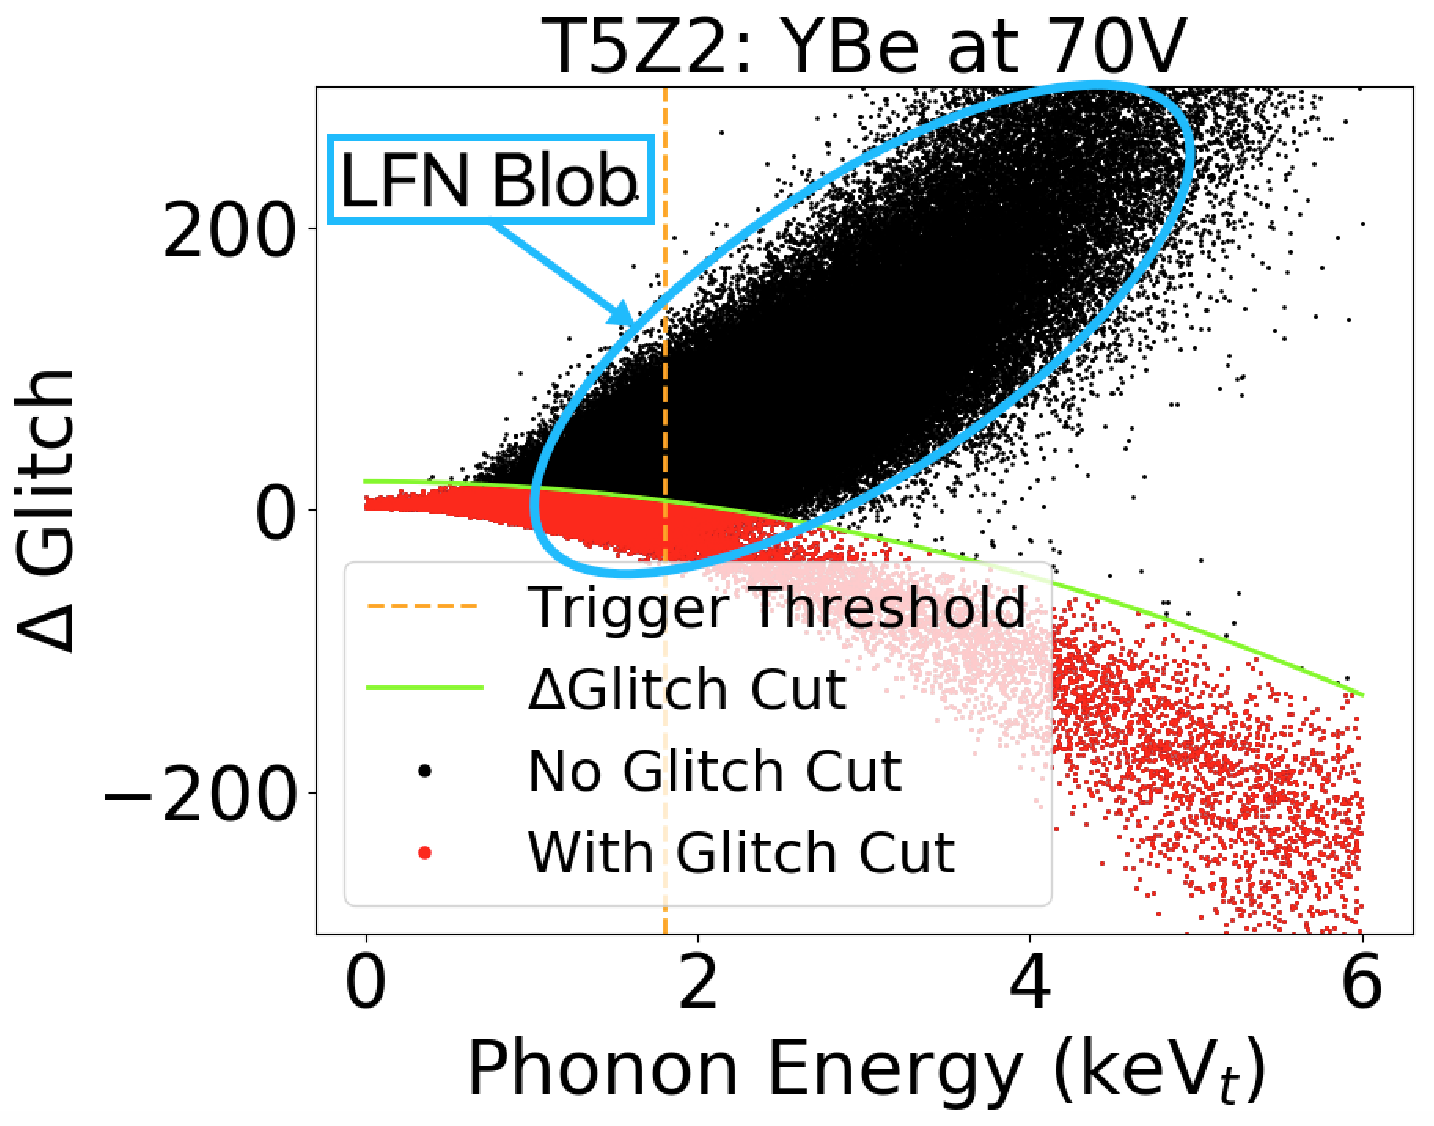 T5Z2: YBe at 70V
LFN Blob
Δ Glitch
200
0
−200
Trigger Threshold
ΔGlitch Cut
No Glitch Cut
With Glitch Cut
0 2 4 6
Phonon Energy (keVₜ)